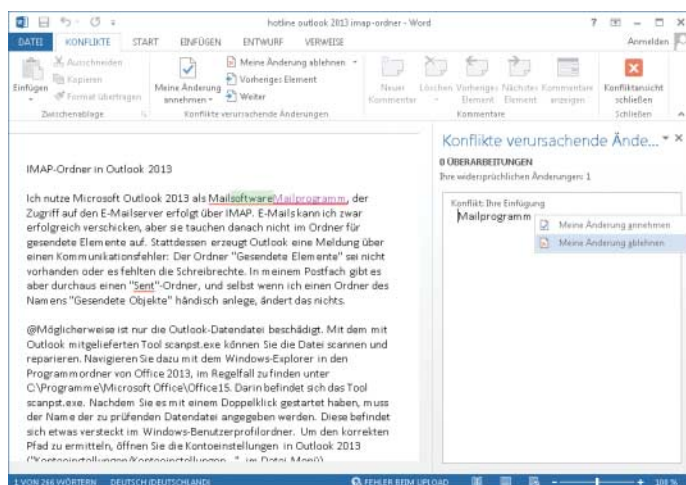 hotline outlook 2013 imap-ordner - Word
DATEI KONFLIKTE START EINFÜGEN ENTWURF VERWEISE Anmelden
Einfügen
Ausschneiden
Kopieren
Format übertragen
Zwischenablage
Meine Änderung annehmen
Meine Änderung ablehnen
Vorheriges Element
Weiter
Konflikte verursachende Änderungen
Neuer Kommentar
Löschen
Vorheriges Element
Nächstes Element
Kommentare anzeigen
Kommentare
Konfliktansicht schließen
Schließen
IMAP-Ordner in Outlook 2013
Ich nutze Microsoft Outlook 2013 als MailsoftwareMailprogramm, der
Zugriff auf den E-Mailserver erfolgt über IMAP. E-Mails kann ich zwar
erfolgreich verschicken, aber sie tauchen danach nicht im Ordner für
gesendete Elemente auf. Stattdessen erzeugt Outlook eine Meldung über
einen Kommunikationsfehler: Der Ordner "Gesendete Elemente" sei nicht
vorhanden oder es fehlten die Schreibrechte. In meinem Postfach gibt es
aber durchaus einen "Sent"-Ordner, und selbst wenn ich einen Ordner des
Namens "Gesendete Objekte" händisch anlege, ändert das nichts.
@Möglicherweise ist nur die Outlook-Datendatei beschädigt. Mit dem mit
Outlook mitgelieferten Tool scanpst.exe können Sie die Datei scannen und
reparieren. Navigieren Sie dazu mit dem Windows-Explorer in den
Programmordner von Office 2013, im Regelfall zu finden unter
C:\Programme\Microsoft Office\Office15. Darin befindet sich das Tool
scanpst.exe. Nachdem Sie es mit einem Doppelklick gestartet haben, muss
der Name der zu prüfenden Datendatei angegeben werden. Diese befindet
sich etwas versteckt im Windows-Benutzerprofilordner. Um den korrekten
Pfad zu ermitteln, öffnen Sie die Kontoeinstellungen in Outlook 2013
("Kontoeinstellungen/Kontoeinstellungen..." im Datei-Menü)
Konflikte verursachende Ände...
0 ÜBERARBEITUNGEN
Ihre widersprüchlichen Änderungen: 1
Konflikt: Ihre Einfügung
Mailprogramm
Meine Änderung annehmen
Meine Änderung ablehnen
1 VON 266 WÖRTERN DEUTSCH (DEUTSCHLAND) FEHLER BEIM UPLOAD 100 %